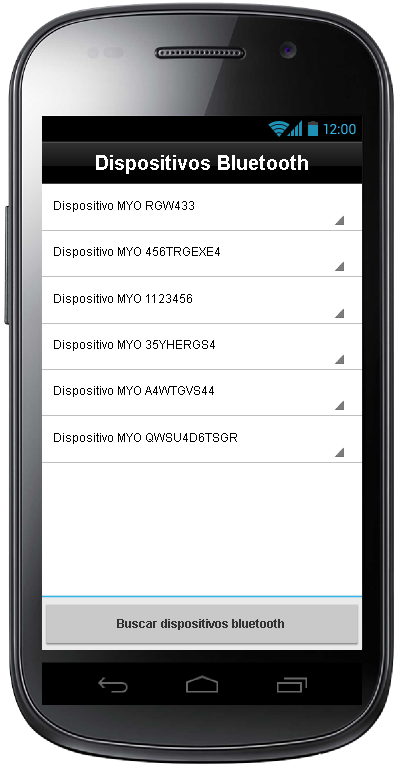 12:00
Dispositivos Bluetooth
Dispositivo MYO RGW433
Dispositivo MYO 456TRGEXE4
Dispositivo MYO 1123456
Dispositivo MYO 35YHERGS4
Dispositivo MYO A4WTGVS44
Dispositivo MYO QWSU4D6TSGR
Buscar dispositivos bluetooth